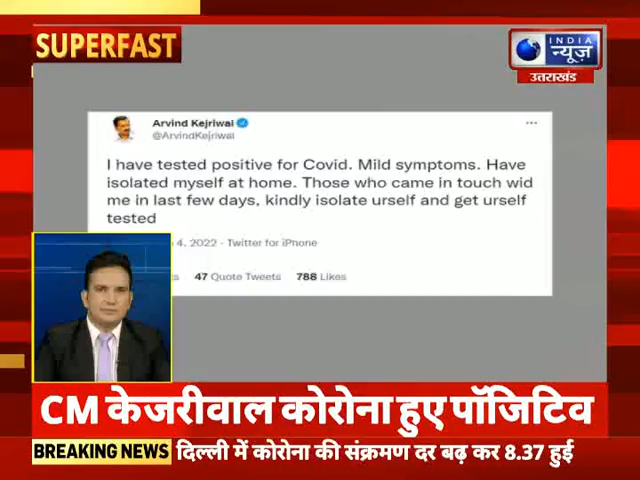 SUPERFAST
INDIA
न्यूज़
उत्तराखंड
Arvind Kejriwal
@ArvindKejriwal
I have tested positive for Covid. Mild symptoms. Have
isolated myself at home. Those who came in touch wid
me in last few days, kindly isolate urself and get urself
tested
4, 2022 · Twitter for iPhone
47 Quote Tweets 788 Likes
CM केजरीवाल कोरोना हुए पॉजिटिव
BREAKING NEWS दिल्ली में कोरोना की संक्रमण दर बढ़ कर 8.37 हुई